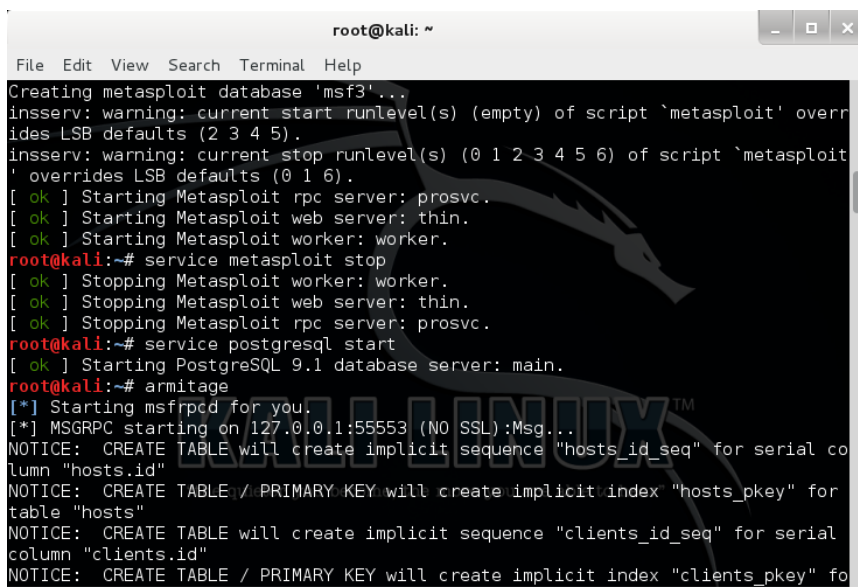 root@kali: ~
File Edit View Search Terminal Help
Creating metasploit database 'msf3'...
insserv: warning: current start runlevel(s) (empty) of script `metasploit' overr
ides LSB defaults (2 3 4 5).
insserv: warning: current stop runlevel(s) (0 1 2 3 4 5 6) of script `metasploit
' overrides LSB defaults (0 1 6).
[ ok ] Starting Metasploit rpc server: prosvc.
[ ok ] Starting Metasploit web server: thin.
[ ok ] Starting Metasploit worker: worker.
root@kali:~# service metasploit stop
[ ok ] Stopping Metasploit worker: worker.
[ ok ] Stopping Metasploit web server: thin.
[ ok ] Stopping Metasploit rpc server: prosvc.
root@kali:~# service postgresql start
[ ok ] Starting PostgreSQL 9.1 database server: main.
root@kali:~# armitage
[*] Starting msfrpcd for you.
[*] MSGRPC starting on 127.0.0.1:55553 (NO SSL):Msg...
NOTICE:  CREATE TABLE will create implicit sequence "hosts_id_seq" for serial co
lumn "hosts.id"
NOTICE:  CREATE TABLE / PRIMARY KEY will create implicit index "hosts_pkey" for
table "hosts"
NOTICE:  CREATE TABLE will create implicit sequence "clients_id_seq" for serial
column "clients.id"
NOTICE:  CREATE TABLE / PRIMARY KEY will create implicit index "clients_pkey" fo
KALI LINUX TM